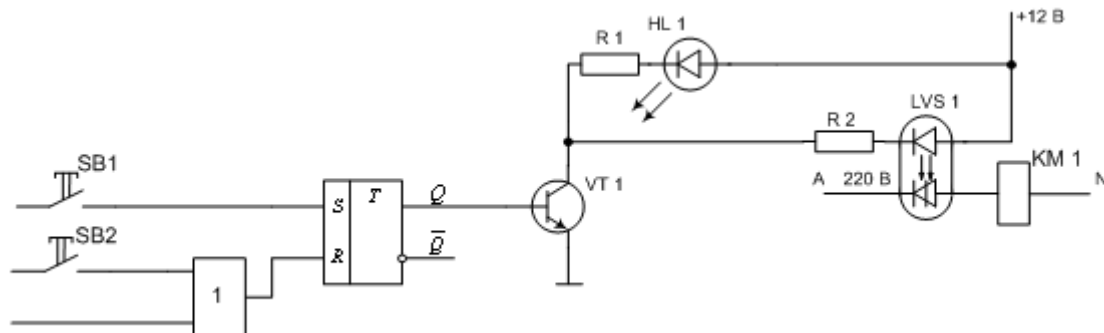 HL 1
+12 В
R 1
LVS 1
R 2
KM 1
SB1
A 220 В
N
VT 1
S T Q
SB2
R Q̅
1